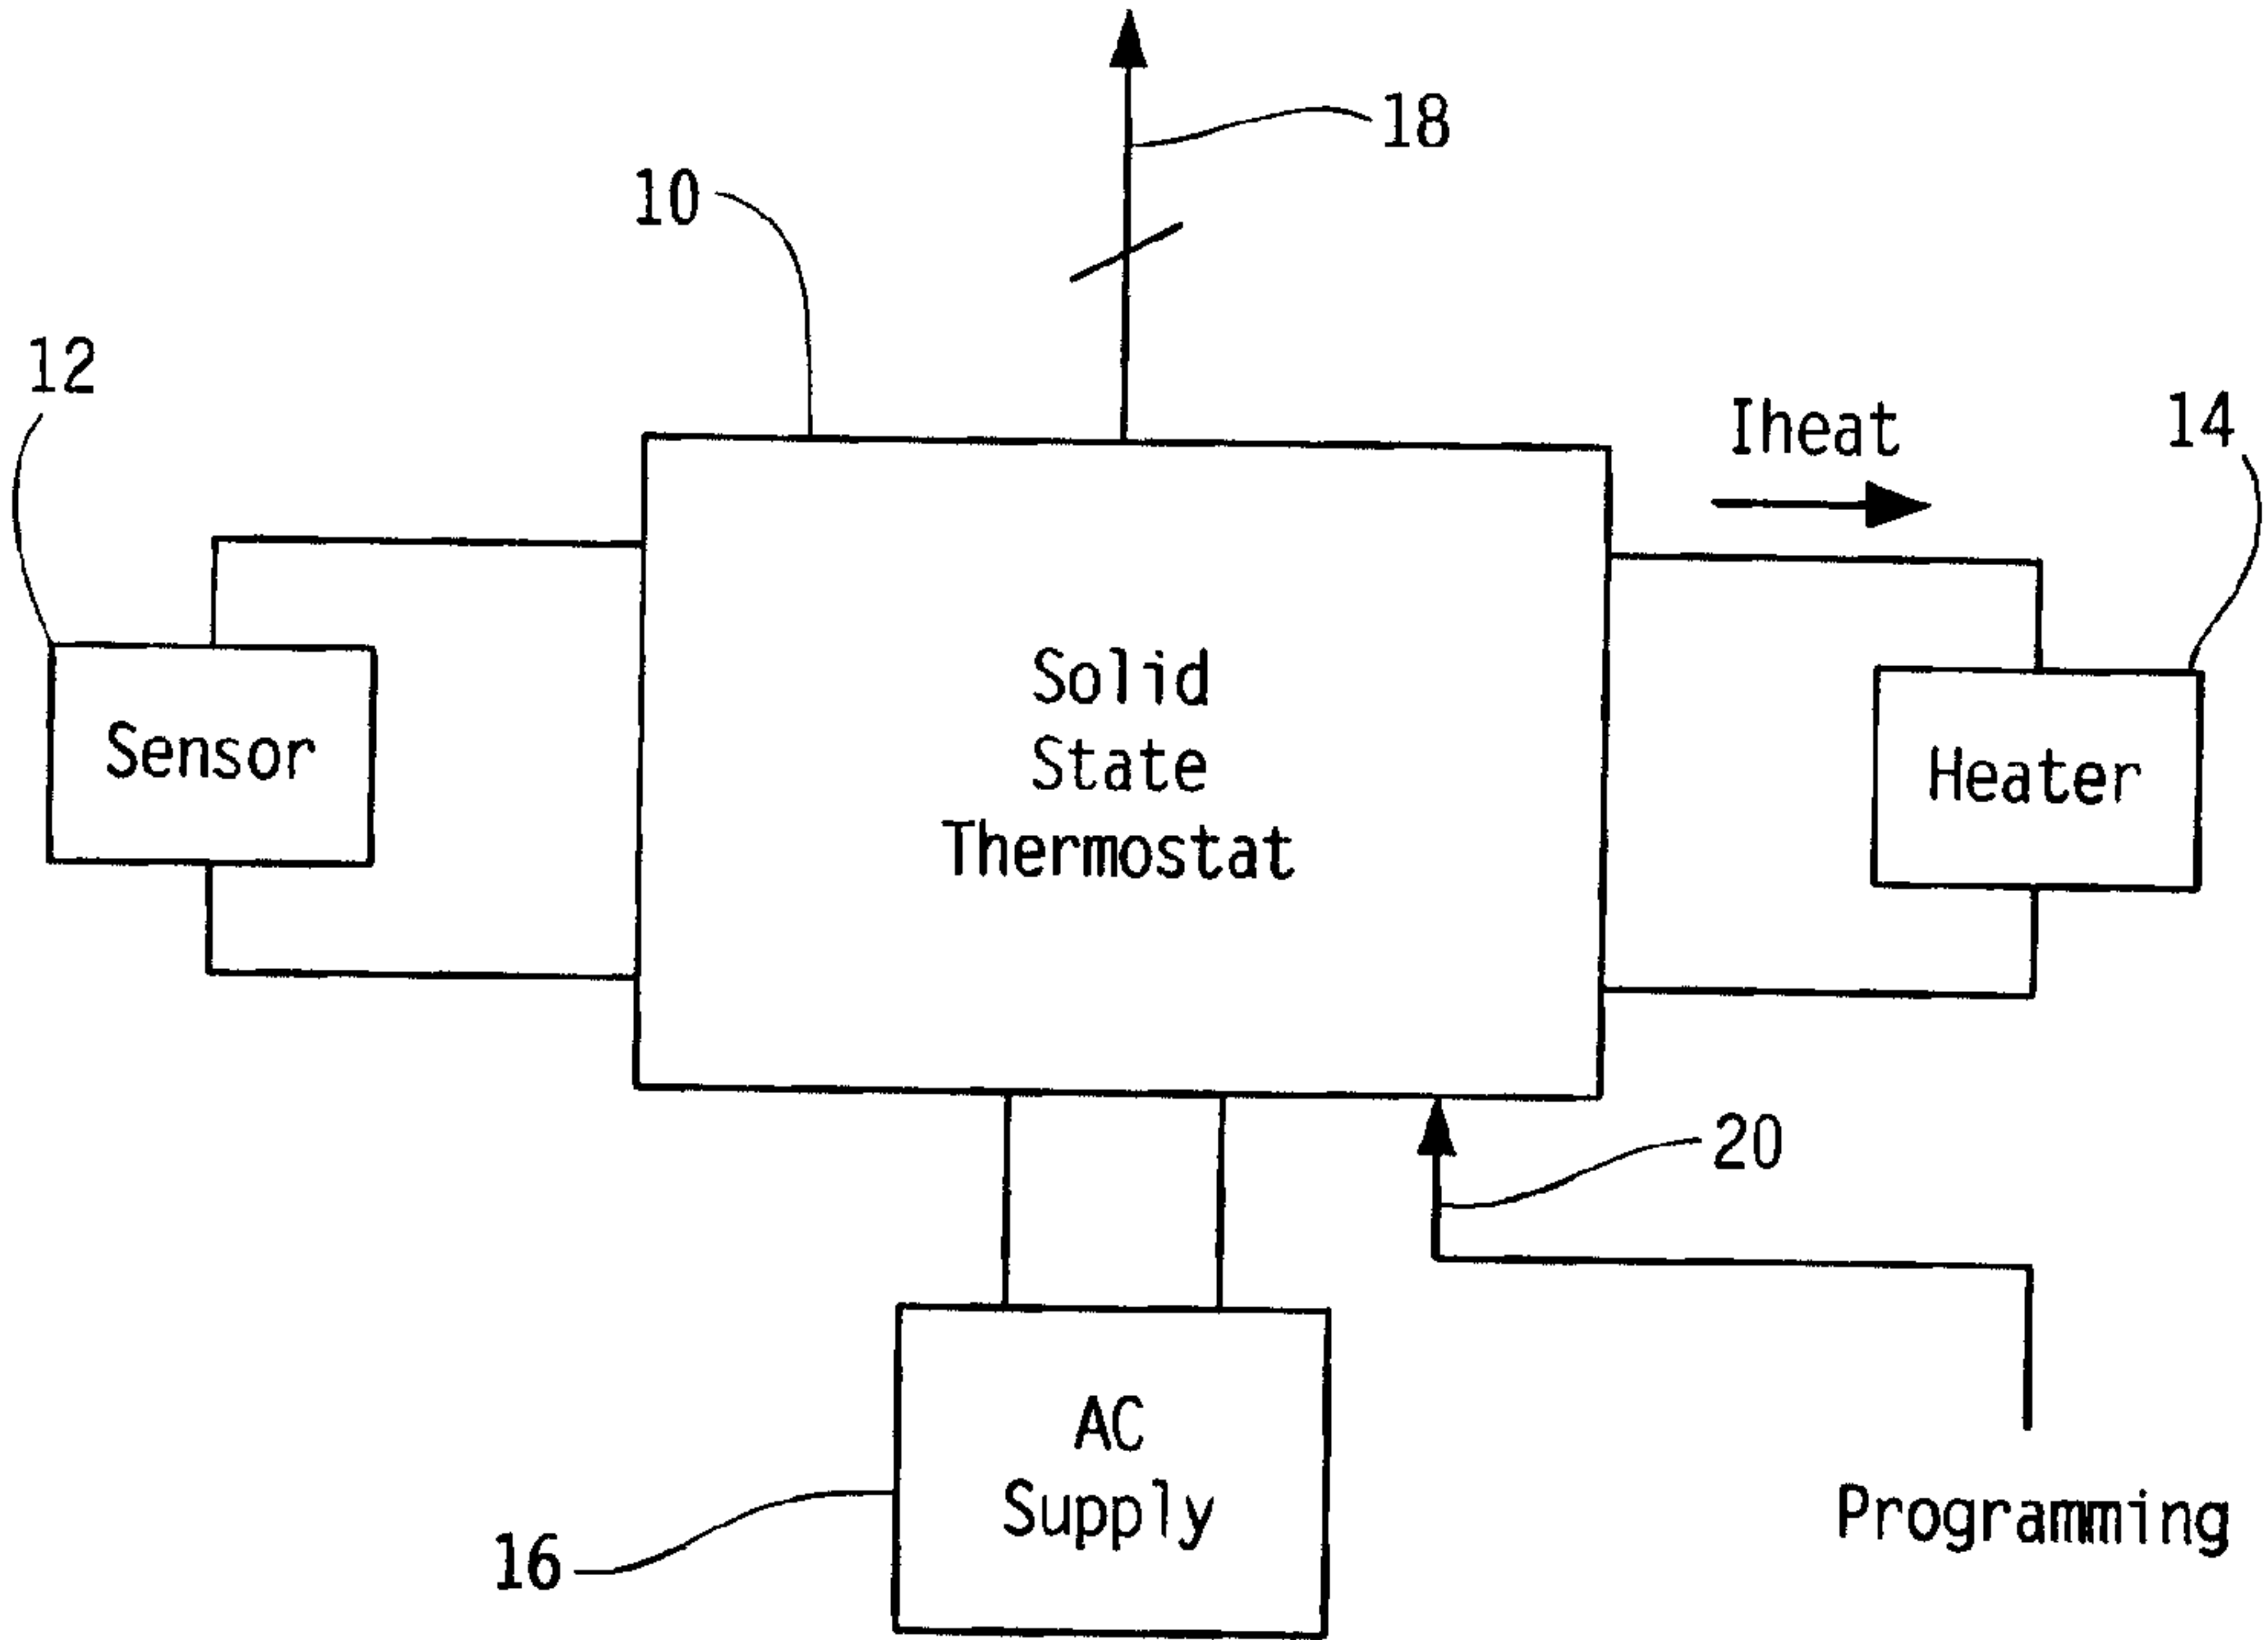 18
10
12
Iheat
14
Solid
State
Thermostat
Sensor
Heater
20
AC
Supply
Programming
16